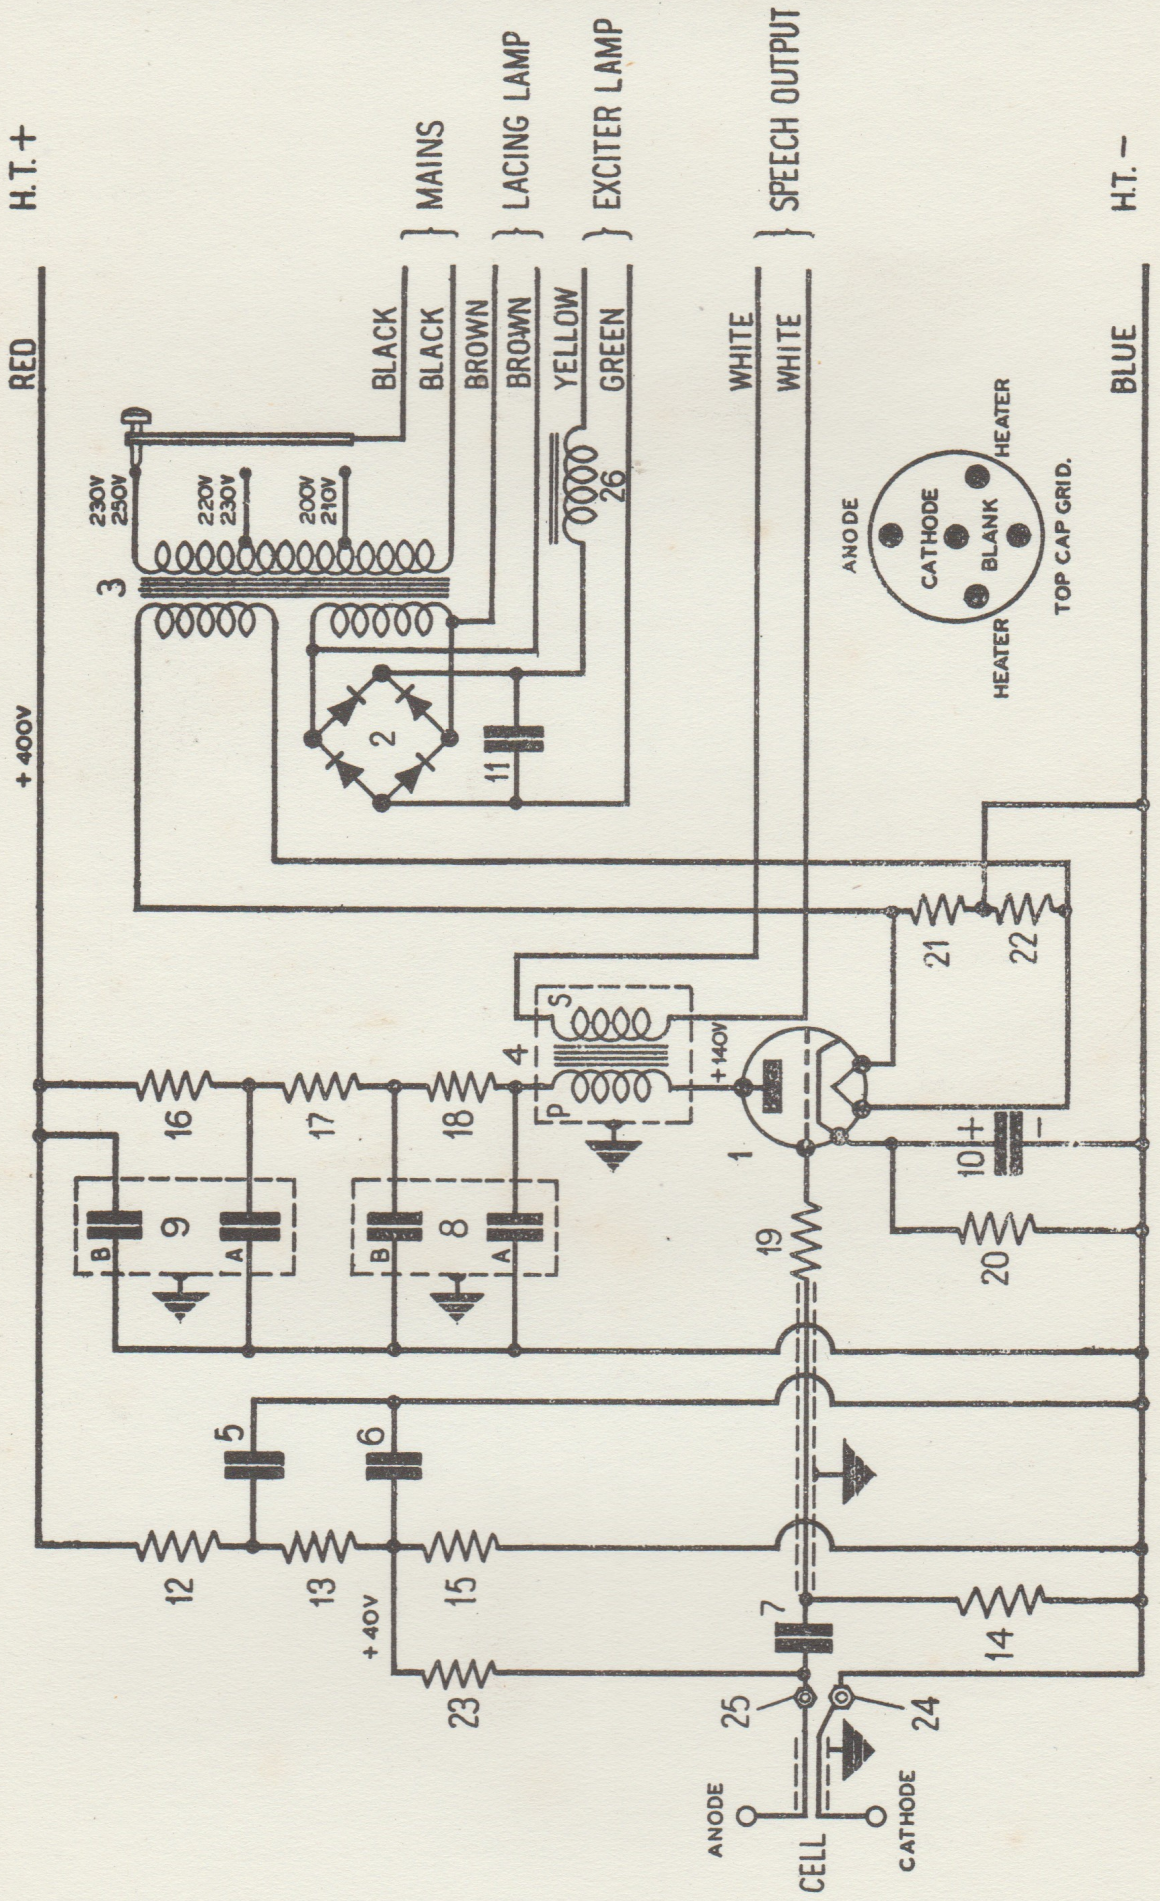 H.T. +
RED
+ 400V
MAINS
LACING LAMP
EXCITER LAMP
SPEECH OUTPUT
H.T. -
BLACK
BLACK
BROWN
BROWN
YELLOW
GREEN
WHITE
WHITE
BLUE
230V
250V
220V
230V
200V
210V
3
26
2
11
ANODE
CATHODE
BLANK
HEATER
HEATER
TOP CAP GRID.
21
22
16
17
18
4
S
P
+140V
1
10
+
-
9
B
A
8
B
A
19
20
5
6
12
13
15
+ 40V
23
7
14
25
24
ANODE
CELL
CATHODE